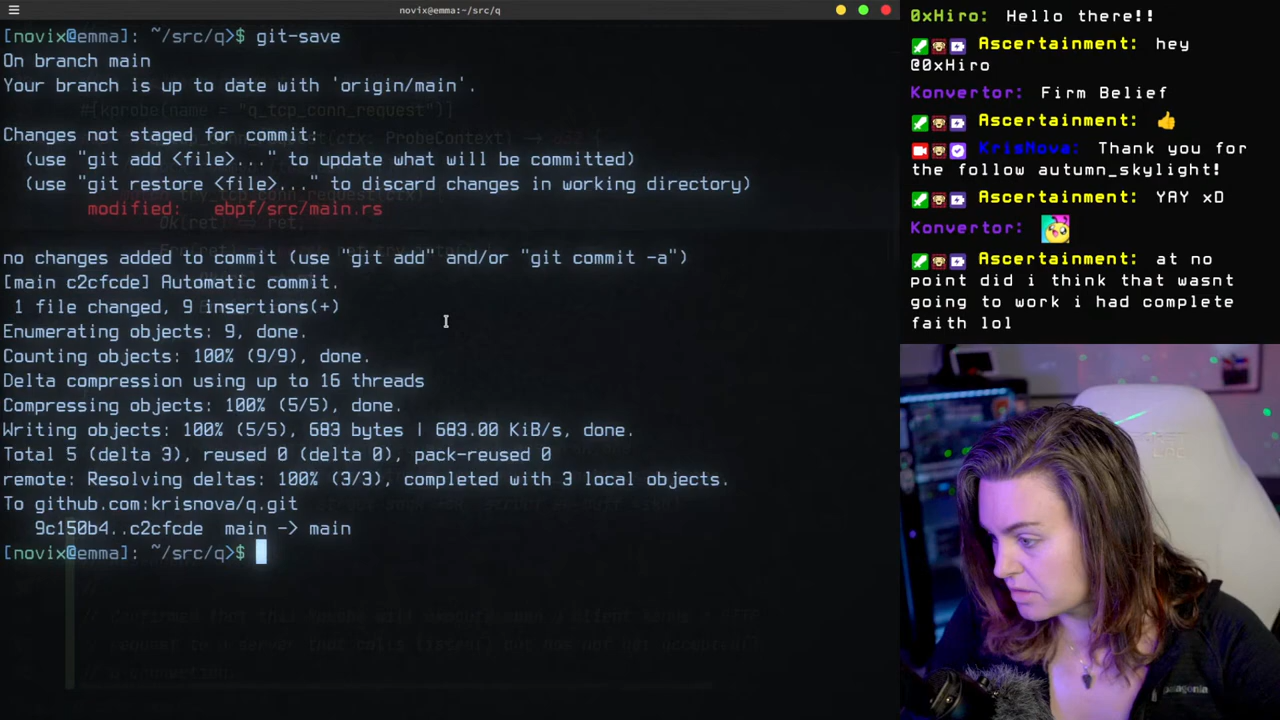 novix@emma:~/src/q
[novix@emma]: ~/src/q>$ git-save
On branch main
Your branch is up to date with 'origin/main'.
#[kprobe(name = "q_tcp_conn_request")]
Changes not staged for commit:
ProbeContext) ->
(use "git add <file>..." to update what will be committed)
(use "git restore <file>..." to discard changes in working directory)
modified: ebpf/src/main.rs
no changes added to commit (use "git add" and/or "git commit -a")
[main c2cfcde] Automatic commit.
1 file changed, 9 insertions(+)
Enumerating objects: 9, done.
Counting objects: 100% (9/9), done.
Delta compression using up to 16 threads
Compressing objects: 100% (5/5), done.
Writing objects: 100% (5/5), 683 bytes | 683.00 KiB/s, done.
Total 5 (delta 3), reused 0 (delta 0), pack-reused 0
remote: Resolving deltas: 100% (3/3), completed with 3 local objects.
To github.com:krisnova/q.git
9c150b4..c2cfcde main -> main
[novix@emma]: ~/src/q>$
0xHiro: Hello there!!
Ascertainment: hey
@0xHiro
Konvertor: Firm Belief
Ascertainment: 👍
KrisNova: Thank you for
the follow autumn_skylight!
Ascertainment: YAY xD
Konvertor:
Ascertainment: at no
point did i think that wasnt
going to work i had complete
faith lol
patagonia